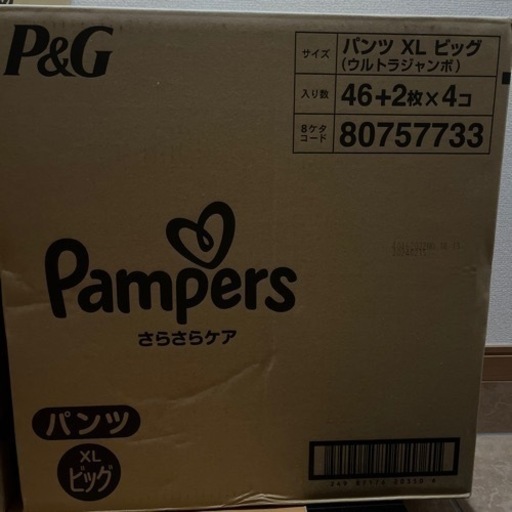 P&G
サイズ
パンツ XL ビッグ
(ウルトラジャンボ)
入り数
46+2枚×4コ
8ケタ
コード
80757733
Pampers
さらさらケア
パンツ
XL
ビッグ